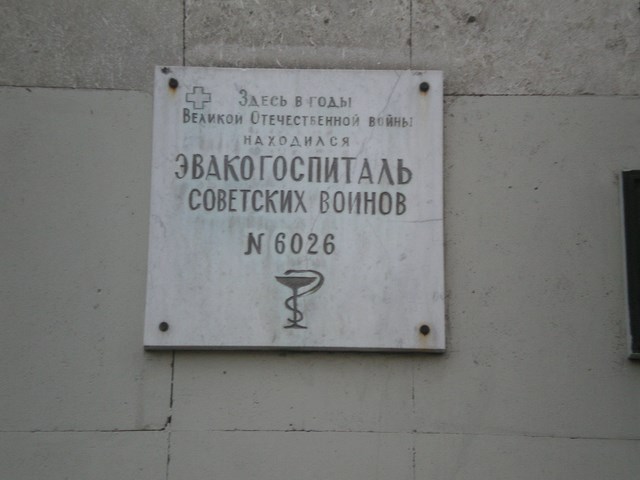 Здесь в годы
Великой Отечественной войны
находился
ЭВАКОГОСПИТАЛЬ
СОВЕТСКИХ ВОИНОВ
N 6026